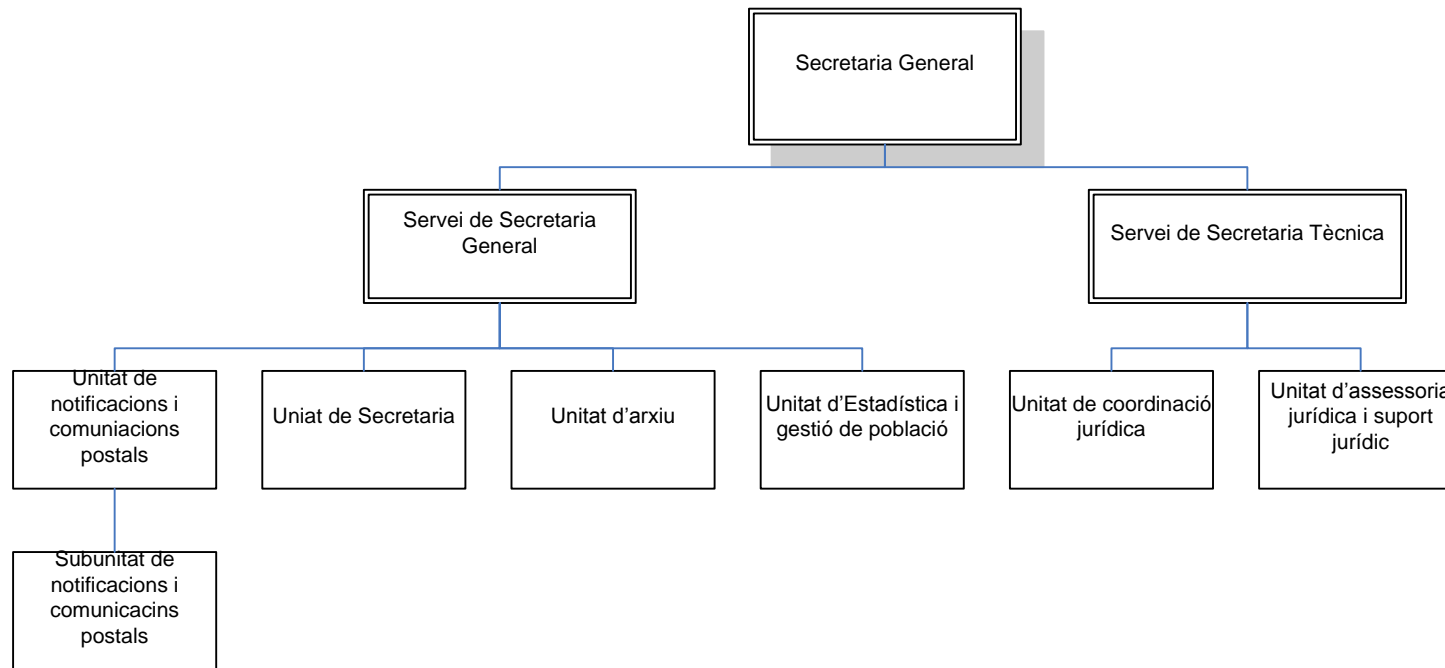 Secretaria General
Servei de Secretaria
General
Servei de Secretaria Tècnica
Unitat de
notificacions i
comuniacions
postals
Uniat de Secretaria
Unitat d’arxiu
Unitat d’Estadística i
gestió de població
Unitat de coordinació
jurídica
Unitat d’assessoria
jurídica i suport
jurídic
Subunitat de
notificacions i
comunicacins
postals